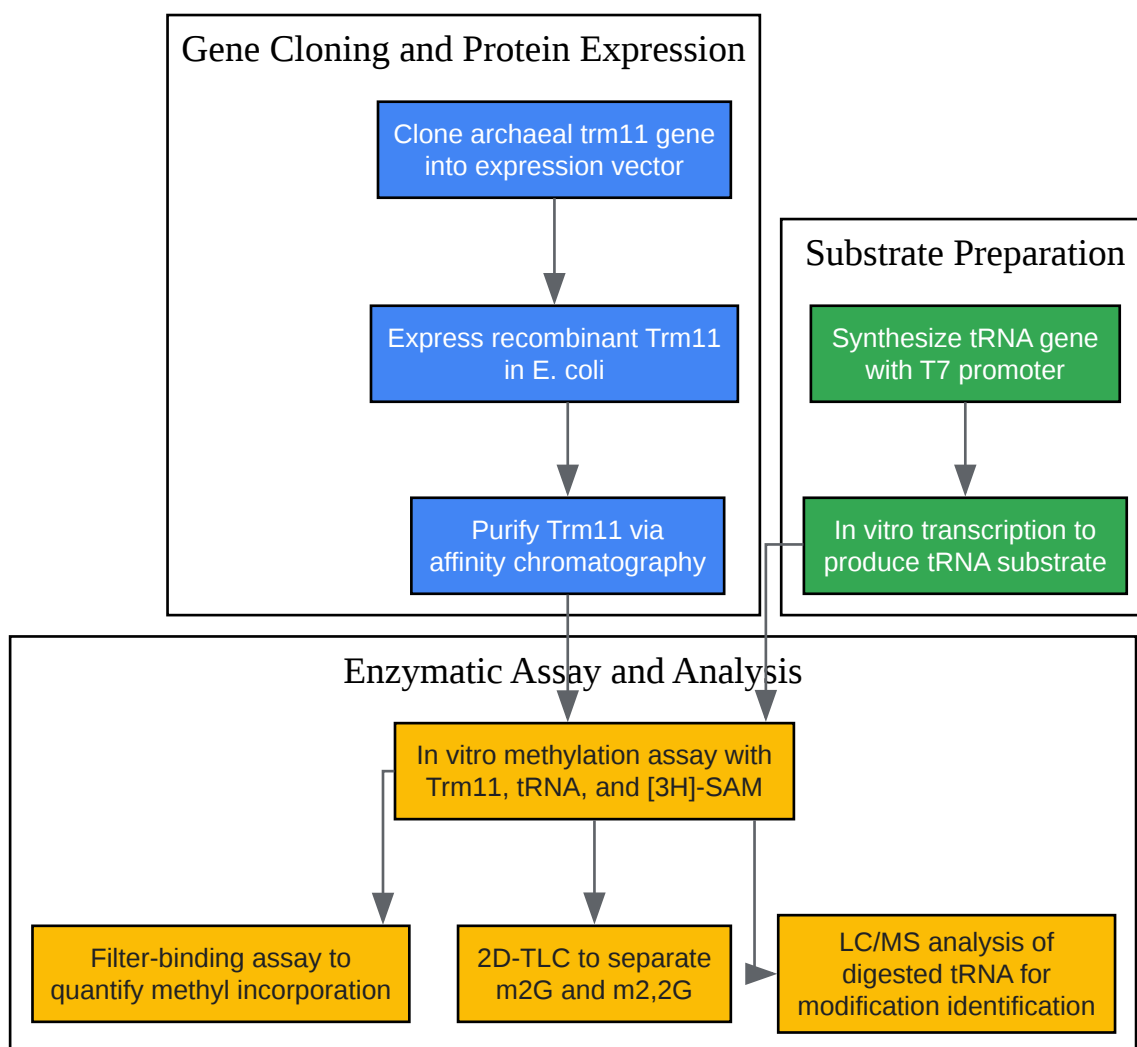 Gene Cloning and Protein Expression
Clone archaeal trm11 gene
into expression vector
Express recombinant Trm11
in E. coli
Purify Trm11 via
affinity chromatography
Substrate Preparation
Synthesize tRNA gene
with T7 promoter
In vitro transcription to
produce tRNA substrate
Enzymatic Assay and Analysis
In vitro methylation assay with
Trm11, tRNA, and [3H]-SAM
Filter-binding assay to
quantify methyl incorporation
2D-TLC to separate
m2G and m2,2G
LC/MS analysis of
digested tRNA for
modification identification